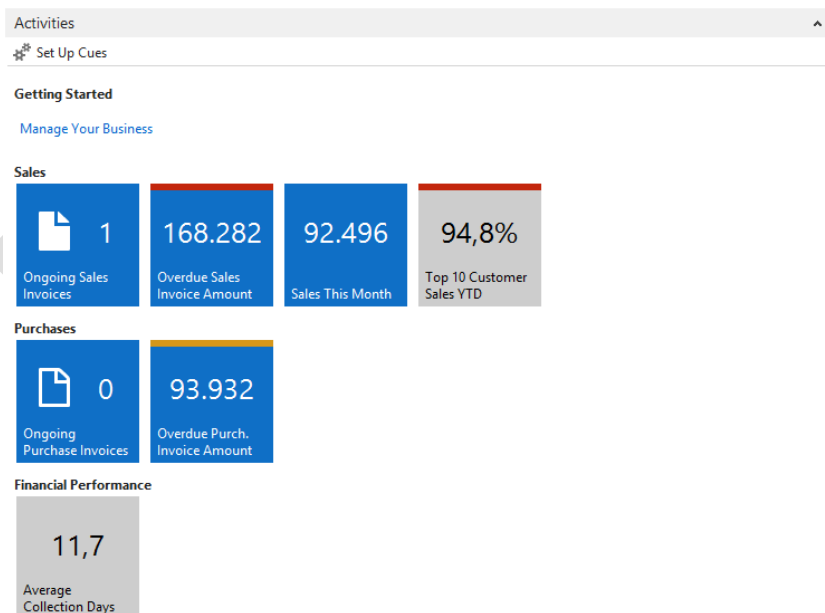 Activities
Set Up Cues
Getting Started
Manage Your Business
Sales
1
Ongoing Sales
Invoices
168.282
Overdue Sales
Invoice Amount
92.496
Sales This Month
94,8%
Top 10 Customer
Sales YTD
Purchases
0
Ongoing
Purchase Invoices
93.932
Overdue Purch.
Invoice Amount
Financial Performance
11,7
Average
Collection Days